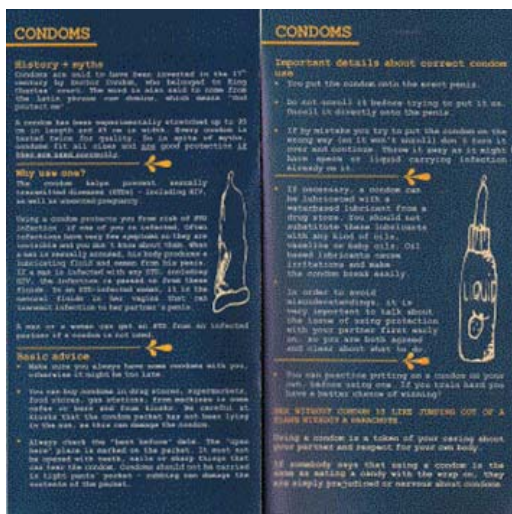 CONDOMS
History + myths
Condoms are said to have been invented in the 17th
century by Doctor Condom, who belonged to King
Charles' court. The word is also said to come from
the Latin phrase
protect me".
A condom has been experimentally stretched up to
cm in length and cm in width. Every condom is
tested twice for quality. So in spite of myths,
condoms fit all sizes and are good protection if
they are used correctly.
Why use one?
The condom helps prevent sexually
transmitted diseases (STDs) - including HIV,
as well as unwanted pregnancy
Using a condom protects you from risk of STD
infection if one of you is infected. Often
infections have very few symptoms so they are
invisible and you don't know about them. When
a man is sexually aroused, his body produces a
lubricating fluid and semen from his penis.
If a man is infected with any STD, including
HIV, the infection is passed on from these
fluids. In an STD-infected woman, it is the
natural fluids in her vagina that can
transmit infection to her partner's penis.
A man or a woman can get an STD from an infected
partner if a condom is not used.
Basic advice
• Make sure you always have some condoms with you,
otherwise it might be too late.
• You can buy condoms in drug stores, supermarkets,
food stores, gas stations, from machines in some
cafes or bars and from kiosks. Be careful at
kiosks that the condom packet has not been lying
in the sun, as this can damage the condom.
• Always check the "best before" date. The "open
here" place is marked on the packet. It must not
be opened with teeth, nails or sharp things that
can tear the condom. Condoms should not be carried
in tight pants' pocket - rubbing can damage the
contents of the packet.
CONDOMS
Important details about correct condom
use
• You put the condom onto the erect penis.
• Do not unroll it before trying to put it on.
Unroll it directly onto the penis
• If by mistake you try to put the condom on the
wrong way (so it won't unroll) don't turn it
over and continue. Throw it away as it might
have sperm or liquid carrying infection
already on it
• If necessary, a condom can
be lubricated with a
waterbased lubricant from a
drug store. You should not
substitute these lubricants
with any kind of oils,
vaseline or baby oils. Oil
based lubricants cause
irritations and make
the condom break easily
LIQUID
• In order to avoid
misunderstandings, it is
very important to talk about
the issue of using protection
with your partner first early
on, so you are both agreed
and clear about what to do
• You can practice putting on a condom on your
own, before using one. If you train hard you
have a better chance of winning!
SEX WITHOUT CONDOM IS LIKE JUMPING OUT OF A
PLANE WITHOUT A PARACHUTE
Using a condom is a token of your caring about
your partner and respect for your own body.
If somebody says that using a condom is the
same as eating a candy with the wrap on, they
are simply prejudiced or nervous about condoms